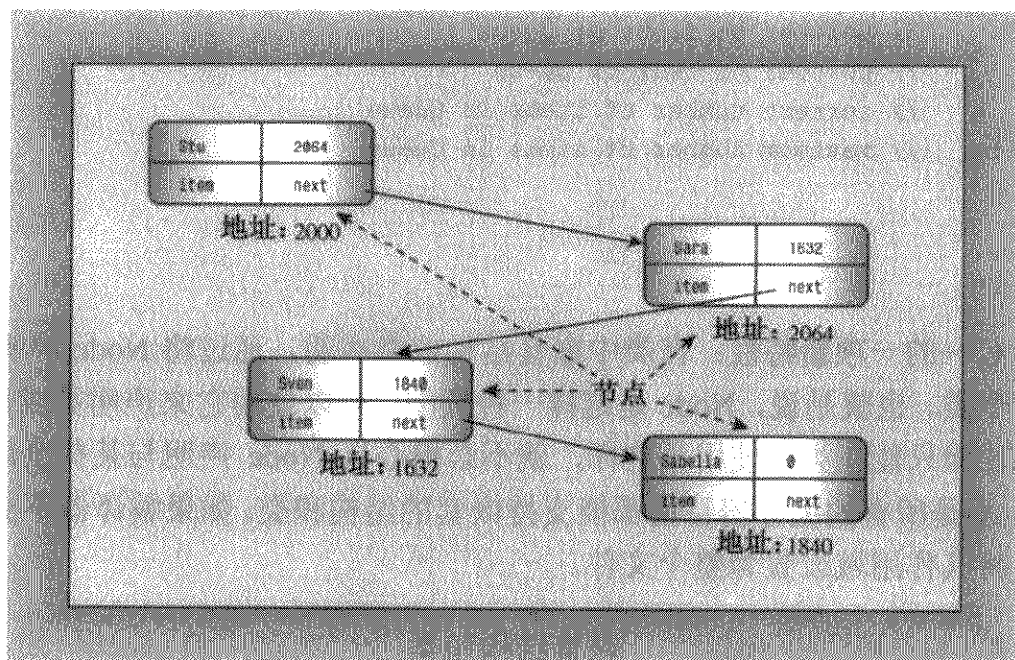 Stu 2064
item next
地址: 2000
Sara 1632
item next
地址: 2064
Sven 1840
item next
地址: 1632
节点
Sabella 0
item next
地址: 1840